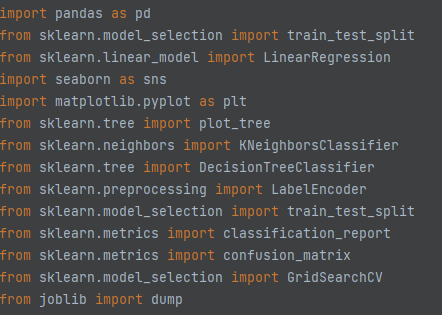 import pandas as pd
from sklearn.model_selection import train_test_split
from sklearn.linear_model import LinearRegression
import seaborn as sns
import matplotlib.pyplot as plt
from sklearn.tree import plot_tree
from sklearn.neighbors import KNeighborsClassifier
from sklearn.tree import DecisionTreeClassifier
from sklearn.preprocessing import LabelEncoder
from sklearn.model_selection import train_test_split
from sklearn.metrics import classification_report
from sklearn.metrics import confusion_matrix
from sklearn.model_selection import GridSearchCV
from joblib import dump